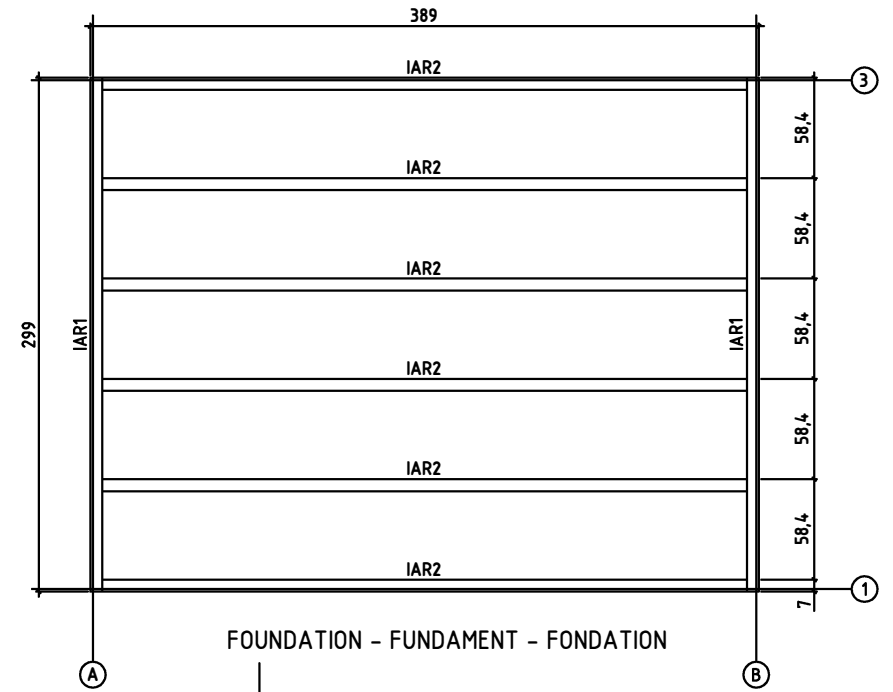 389
IAR2
3
58,4
IAR2
58,4
IAR2
299
IAR1
IAR1
58,4
IAR2
58,4
IAR2
58,4
IAR2
1
7
FOUNDATION - FUNDAMENT - FONDATION
A
B